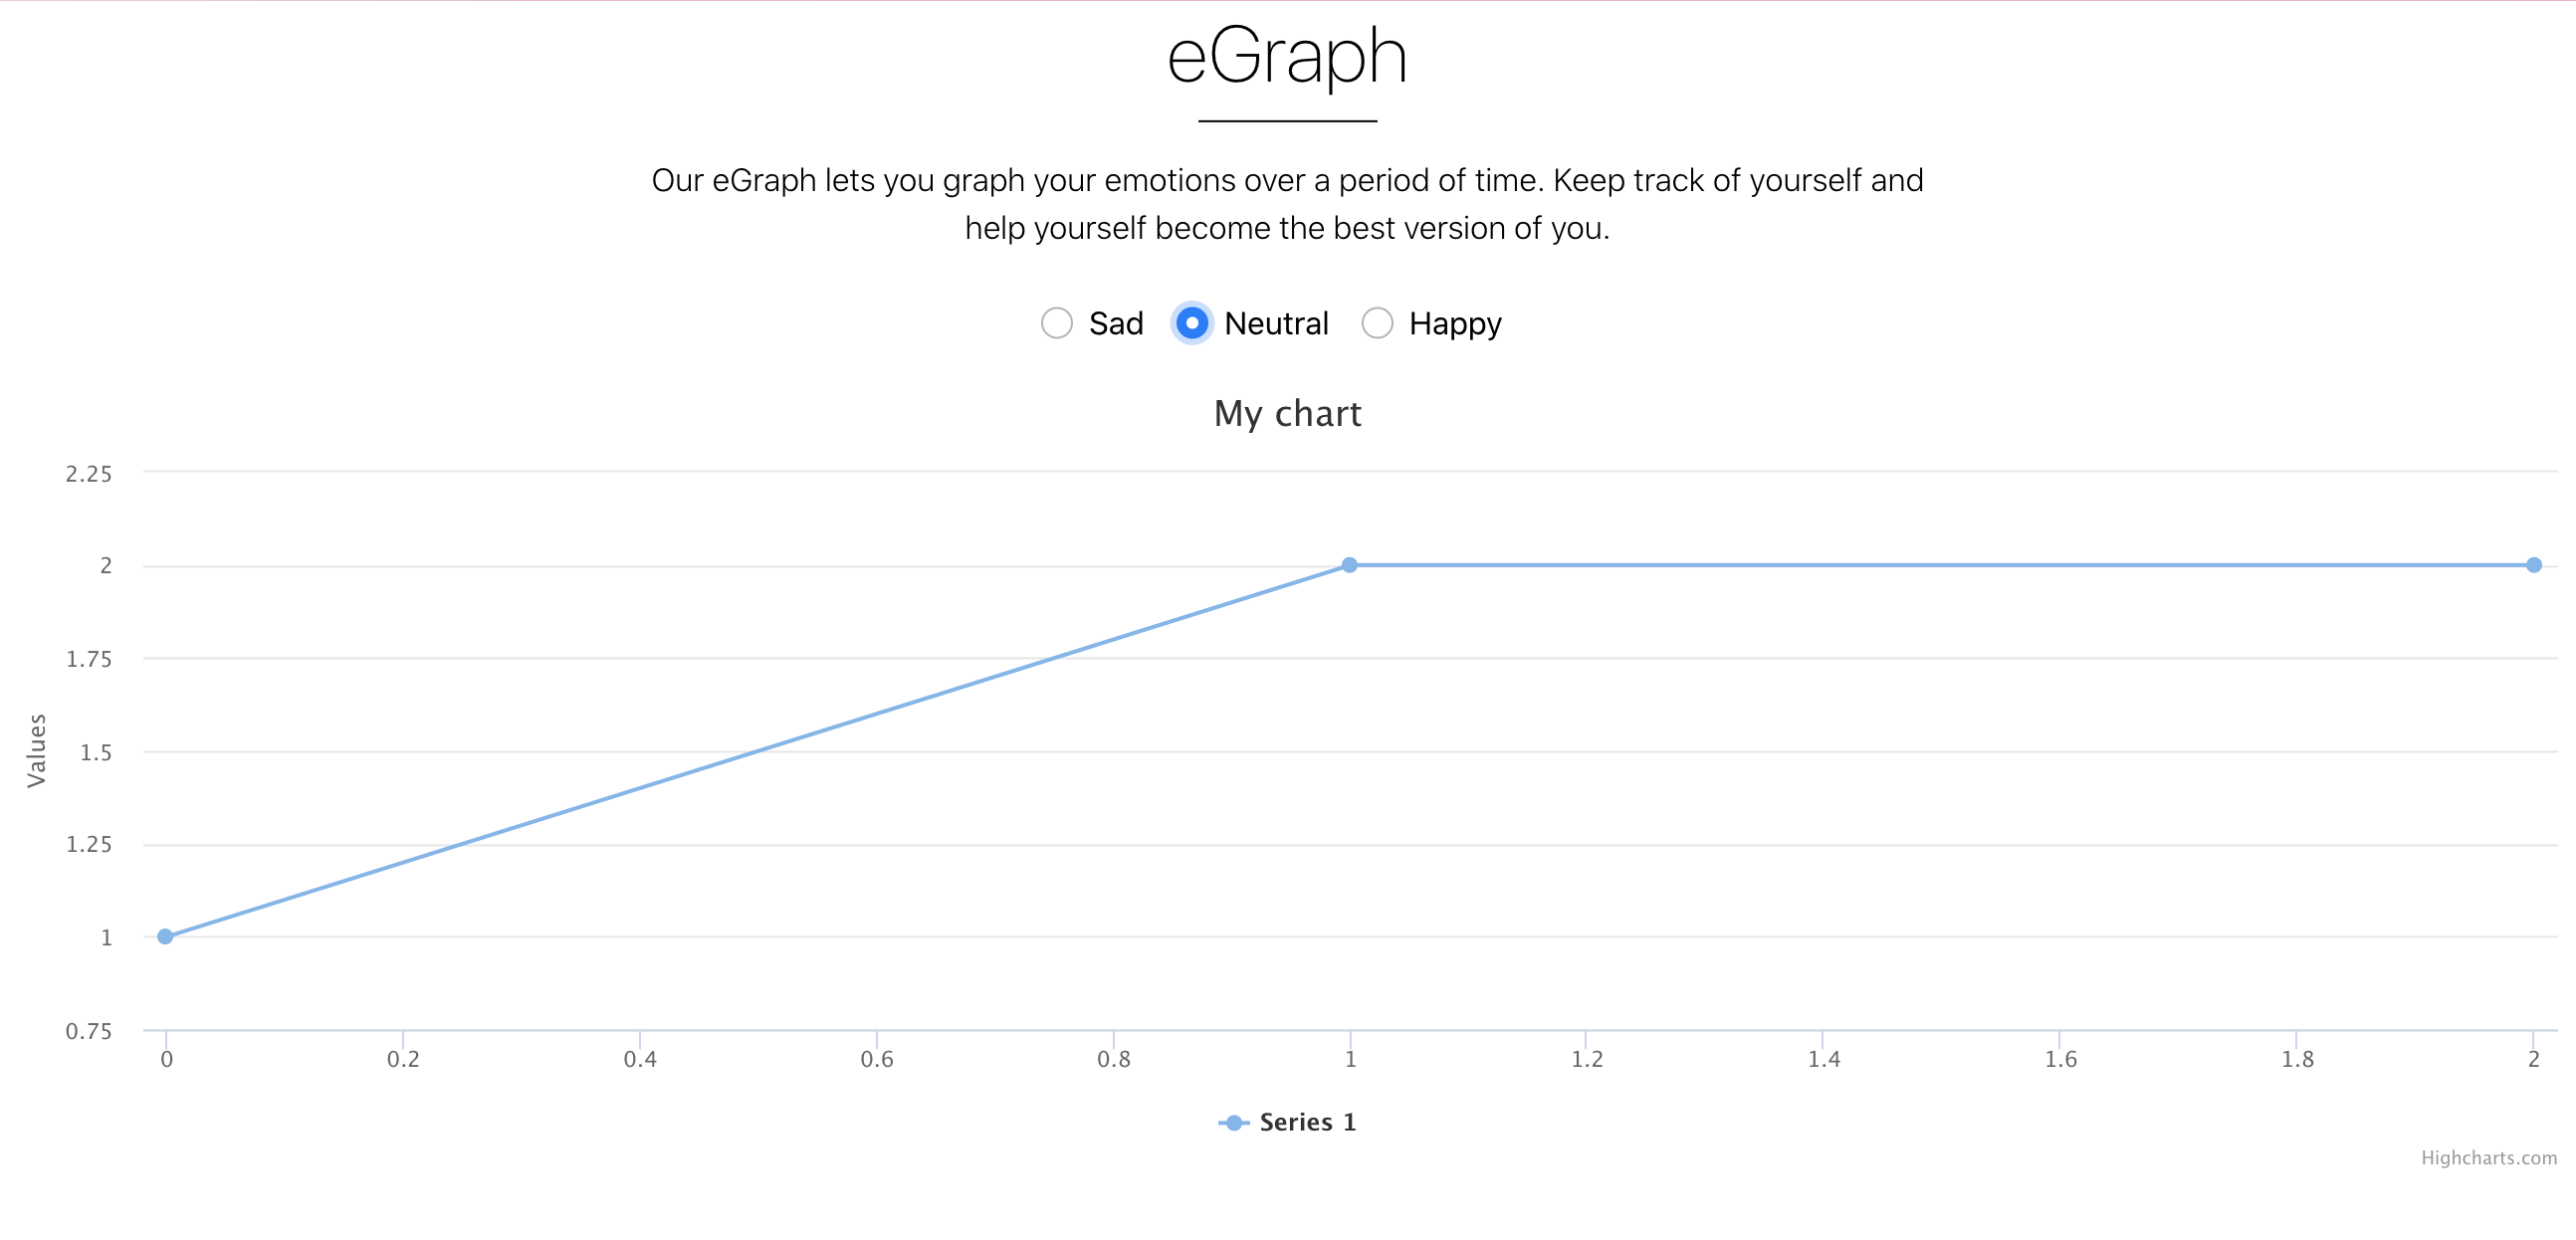 eGraph
Our eGraph lets you graph your emotions over a period of time. Keep track of yourself and
help yourself become the best version of you.
Sad Neutral Happy
My chart
2.25
2
1.75
1.5
1.25
1
0.75
Values
0 0.2 0.4 0.6 0.8 1 1.2 1.4 1.6 1.8 2
Series 1
Highcharts.com